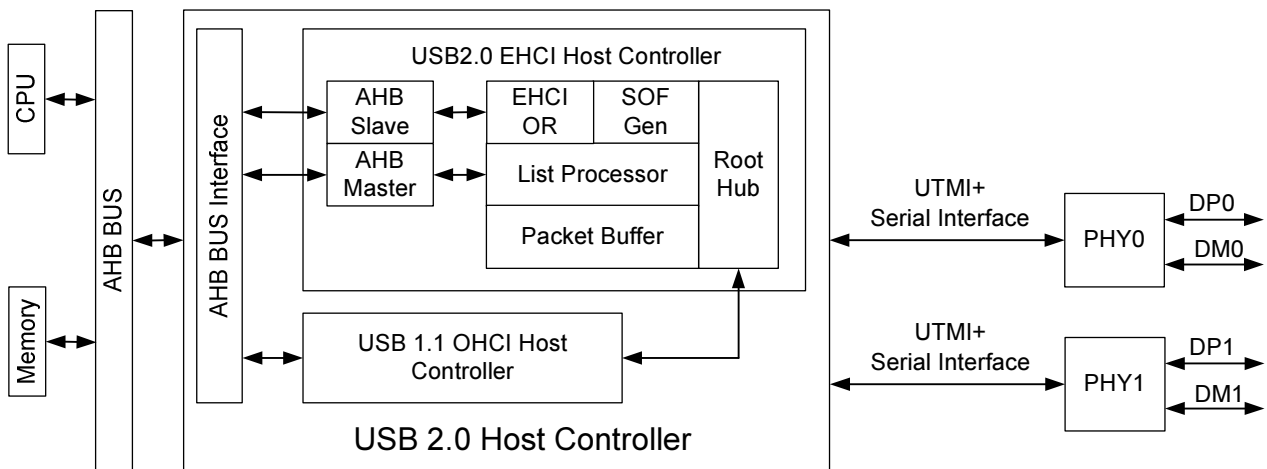 CPU
Memory
AHB BUS
AHB BUS Interface
USB2.0 EHCI Host Controller
AHB
Slave
AHB
Master
EHCI
OR
SOF
Gen
List Processor
Packet Buffer
Root
Hub
USB 1.1 OHCI Host
Controller
USB 2.0 Host Controller
UTMI+
Serial Interface
PHY0
DP0
DM0
UTMI+
Serial Interface
PHY1
DP1
DM1